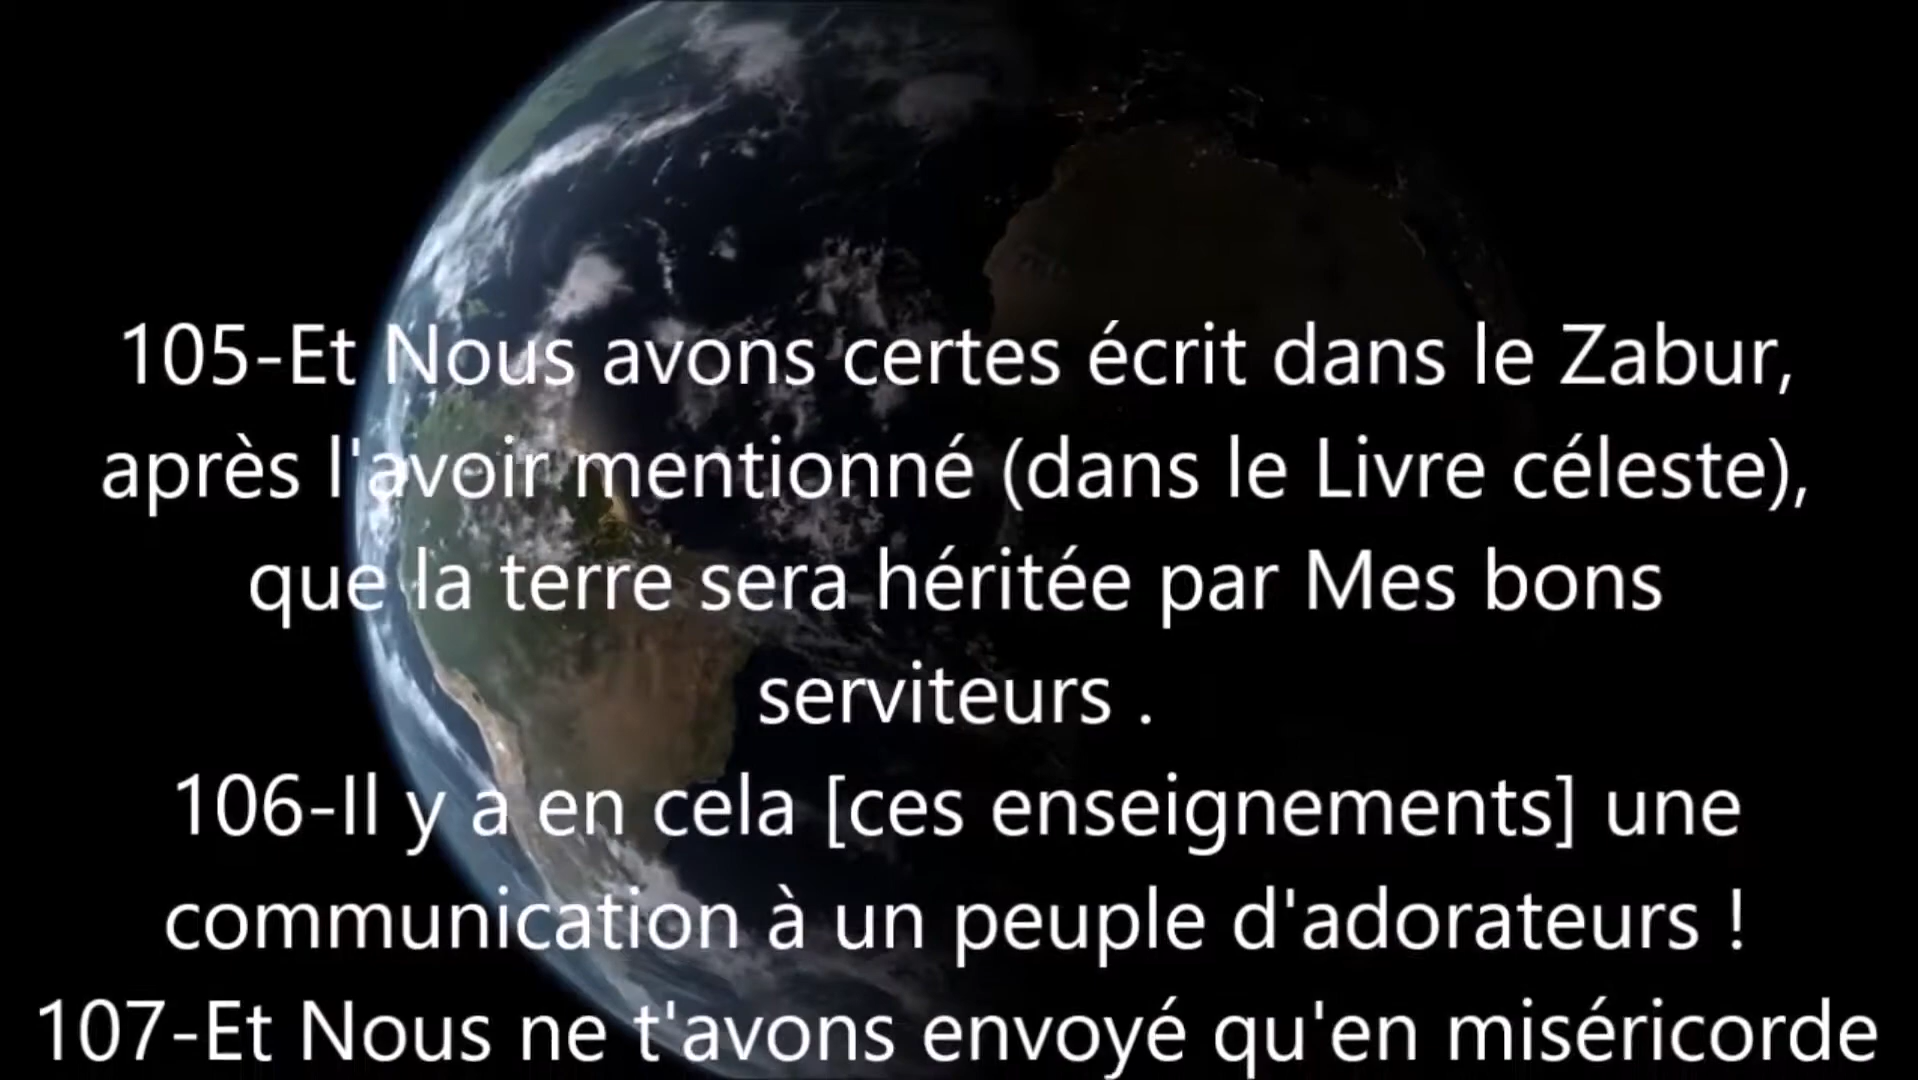 105-Et Nous avons certes écrit dans le Zabur,
après l'avoir mentionné (dans le Livre céleste),
que la terre sera héritée par Mes bons
serviteurs .
106-Il y a en cela [ces enseignements] une
communication à un peuple d'adorateurs !
107-Et Nous ne t'avons envoyé qu'en miséricorde